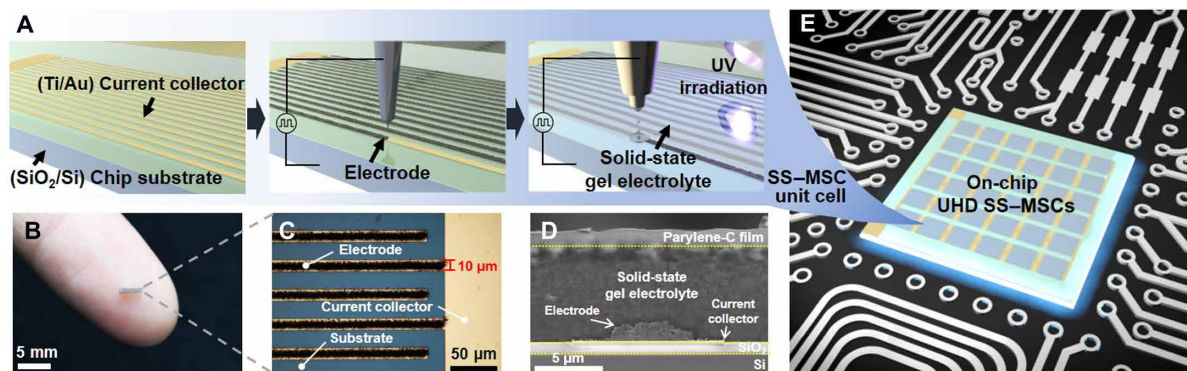 A
(Ti/Au) Current collector
(SiO₂/Si) Chip substrate
Electrode
UV
irradiation
Solid-state
gel electrolyte
SS–MSC
unit cell
B
5 mm
C
Electrode
10 µm
Current collector
Substrate
50 µm
D
Parylene-C film
Solid-state
gel electrolyte
Electrode
Current
collector
SiO₂
Si
5 µm
E
On-chip
UHD SS–MSCs